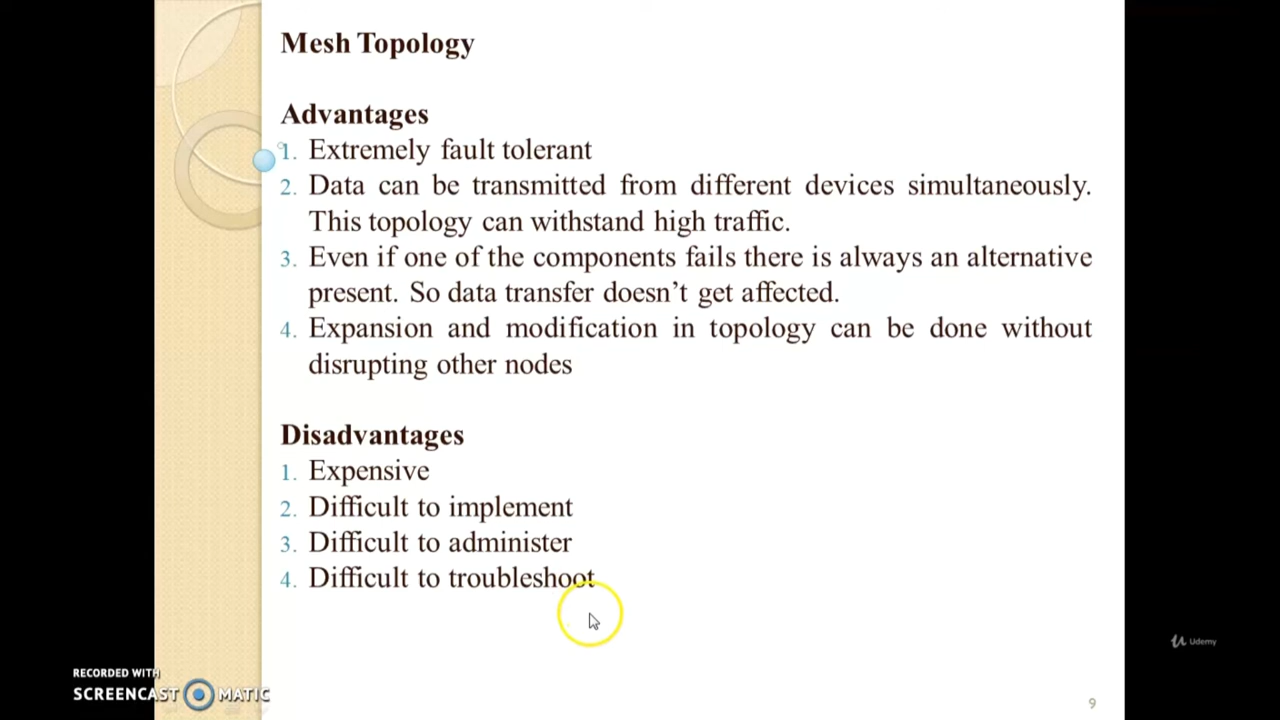 Mesh Topology
Advantages
1. Extremely fault tolerant
2. Data can be transmitted from different devices simultaneously.
This topology can withstand high traffic.
3. Even if one of the components fails there is always an alternative
present. So data transfer doesn't get affected.
4. Expansion and modification in topology can be done without
disrupting other nodes
Disadvantages
1. Expensive
2. Difficult to implement
3. Difficult to administer
4. Difficult to troubleshoot
Udemy
RECORDED WITH
SCREENCAST MATIC
9